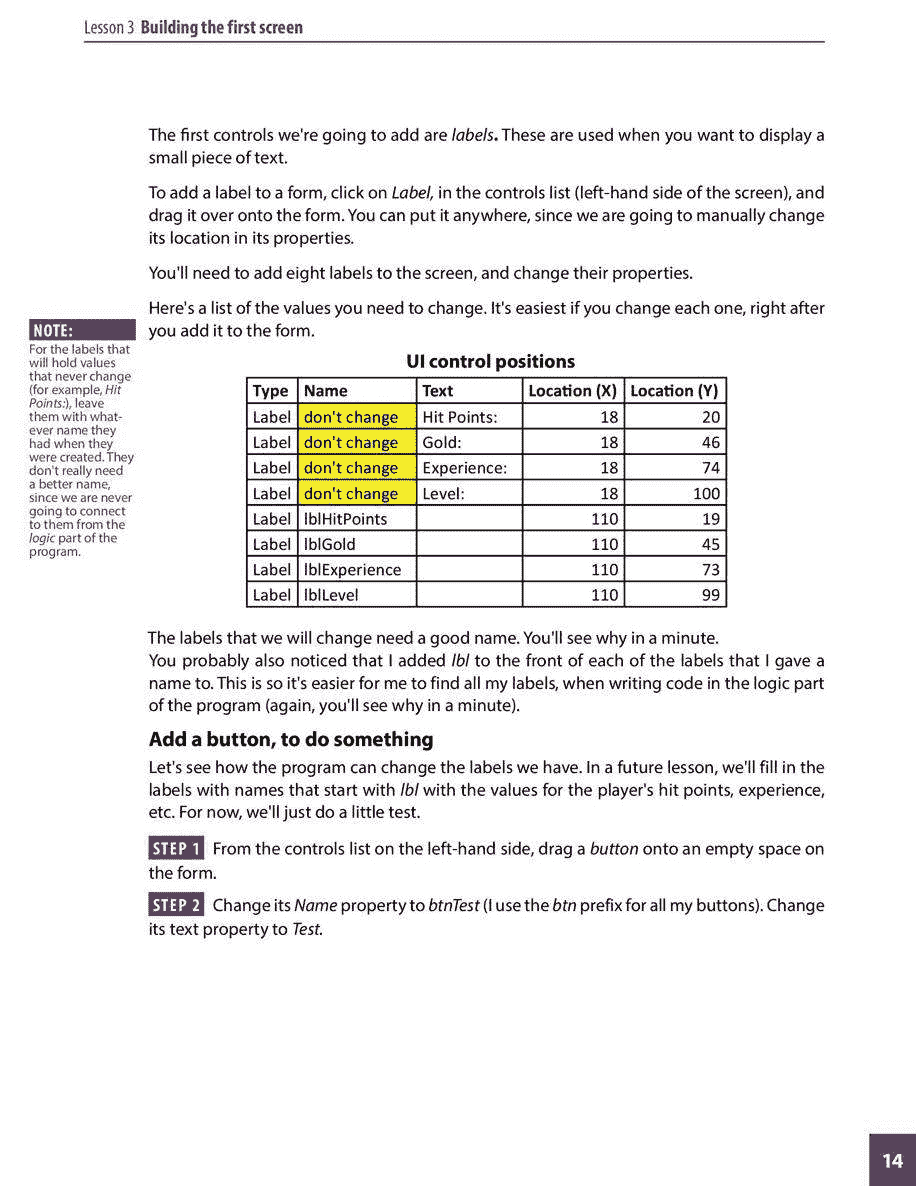 Lesson 3 Building the first screen
The first controls we're going to add are labels. These are used when you want to display a
small piece of text.
To add a label to a form, click on Label, in the controls list (left-hand side of the screen), and
drag it over onto the form. You can put it anywhere, since we are going to manually change
its location in its properties.
You'll need to add eight labels to the screen, and change their properties.
Here's a list of the values you need to change. It's easiest if you change each one, right after
you add it to the form.
NOTE:
For the labels that
will hold values
that never change
(for example, Hit
Points:), leave
them with what-
ever name they
had when they
were created. They
don't really need
a better name,
since we are never
going to connect
to them from the
logic part of the
program.
UI control positions
Type Name Text Location (X) Location (Y)
Label don't change Hit Points: 18 20
Label don't change Gold: 18 46
Label don't change Experience: 18 74
Label don't change Level: 18 100
Label lblHitPoints 110 19
Label lblGold 110 45
Label lblExperience 110 73
Label lblLevel 110 99
The labels that we will change need a good name. You'll see why in a minute.
You probably also noticed that I added lbl to the front of each of the labels that I gave a
name to. This is so it's easier for me to find all my labels, when writing code in the logic part
of the program (again, you'll see why in a minute).
Add a button, to do something
Let's see how the program can change the labels we have. In a future lesson, we'll fill in the
labels with names that start with lbl with the values for the player's hit points, experience,
etc. For now, we'll just do a little test.
STEP 1 From the controls list on the left-hand side, drag a button onto an empty space on
the form.
STEP 2 Change its Name property to btnTest (I use the btn prefix for all my buttons). Change
its text property to Test.
14